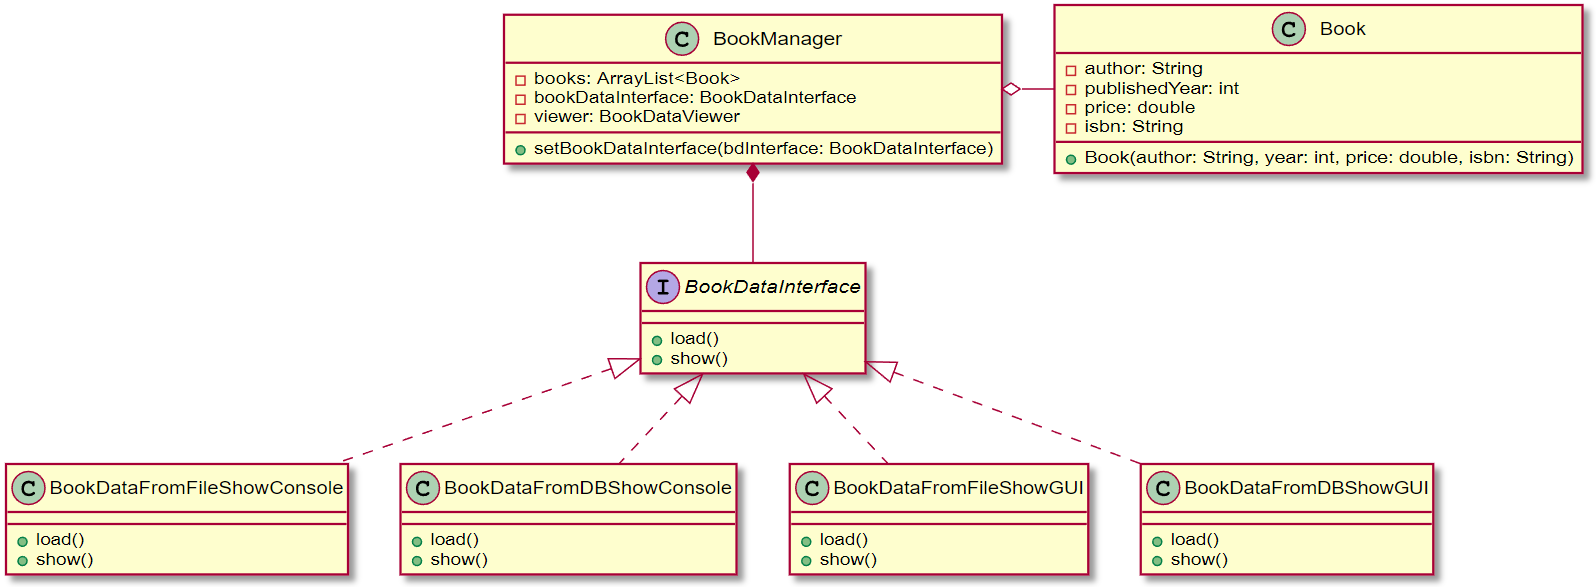 C BookManager
books: ArrayList<Book>
bookDataInterface: BookDataInterface
viewer: BookDataViewer
setBookDataInterface(bdInterface: BookDataInterface)
C Book
author: String
publishedYear: int
price: double
isbn: String
Book(author: String, year: int, price: double, isbn: String)
I BookDataInterface
load()
show()
C BookDataFromFileShowConsole
load()
show()
C BookDataFromDBShowConsole
load()
show()
C BookDataFromFileShowGUI
load()
show()
C BookDataFromDBShowGUI
load()
show()